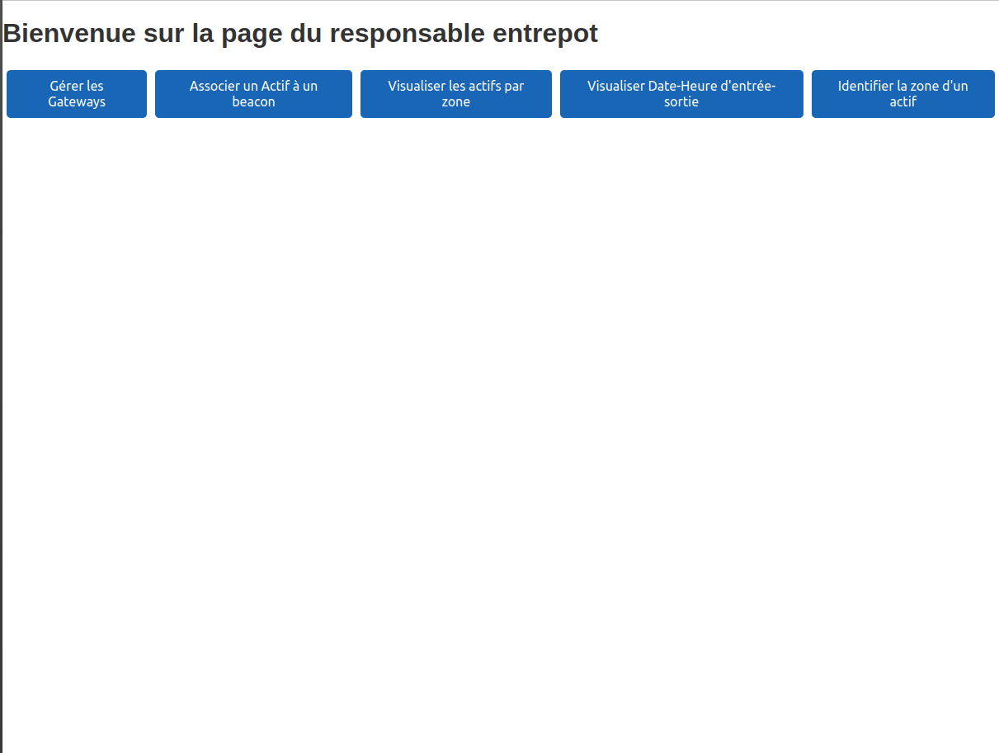 Bienvenue sur la page du responsable entrepot
Gérer les
Gateways
Associer un Actif à un
beacon
Visualiser les actifs par
zone
Visualiser Date-Heure d'entrée-
sortie
Identifier la zone d'un
actif